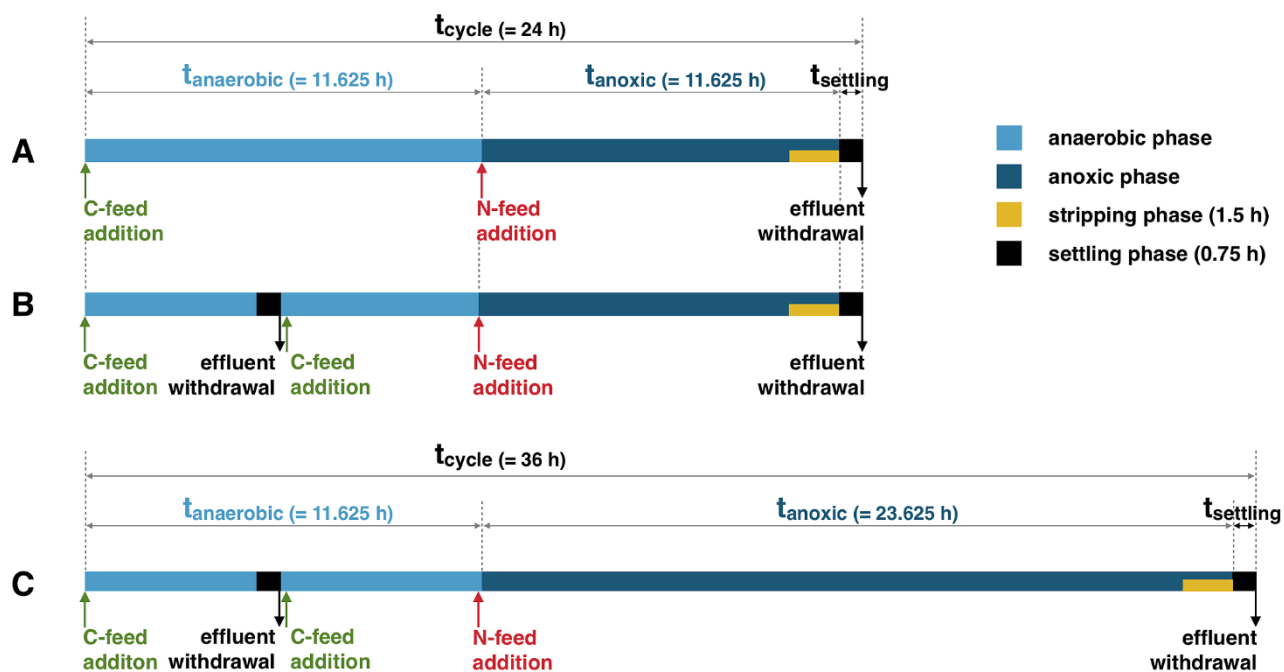 tcycle (= 24 h)
tanaerobic (= 11.625 h)
tanoxic (= 11.625 h)
tsettling
A
C-feed
addition
N-feed
addition
effluent
withdrawal
anaerobic phase
anoxic phase
stripping phase (1.5 h)
settling phase (0.75 h)
B
C-feed
additon
effluent
withdrawal
C-feed
addition
N-feed
addition
effluent
withdrawal
tcycle (= 36 h)
tanaerobic (= 11.625 h)
tanoxic (= 23.625 h)
tsettling
C
C-feed
additon
effluent
withdrawal
C-feed
addition
N-feed
addition
effluent
withdrawal